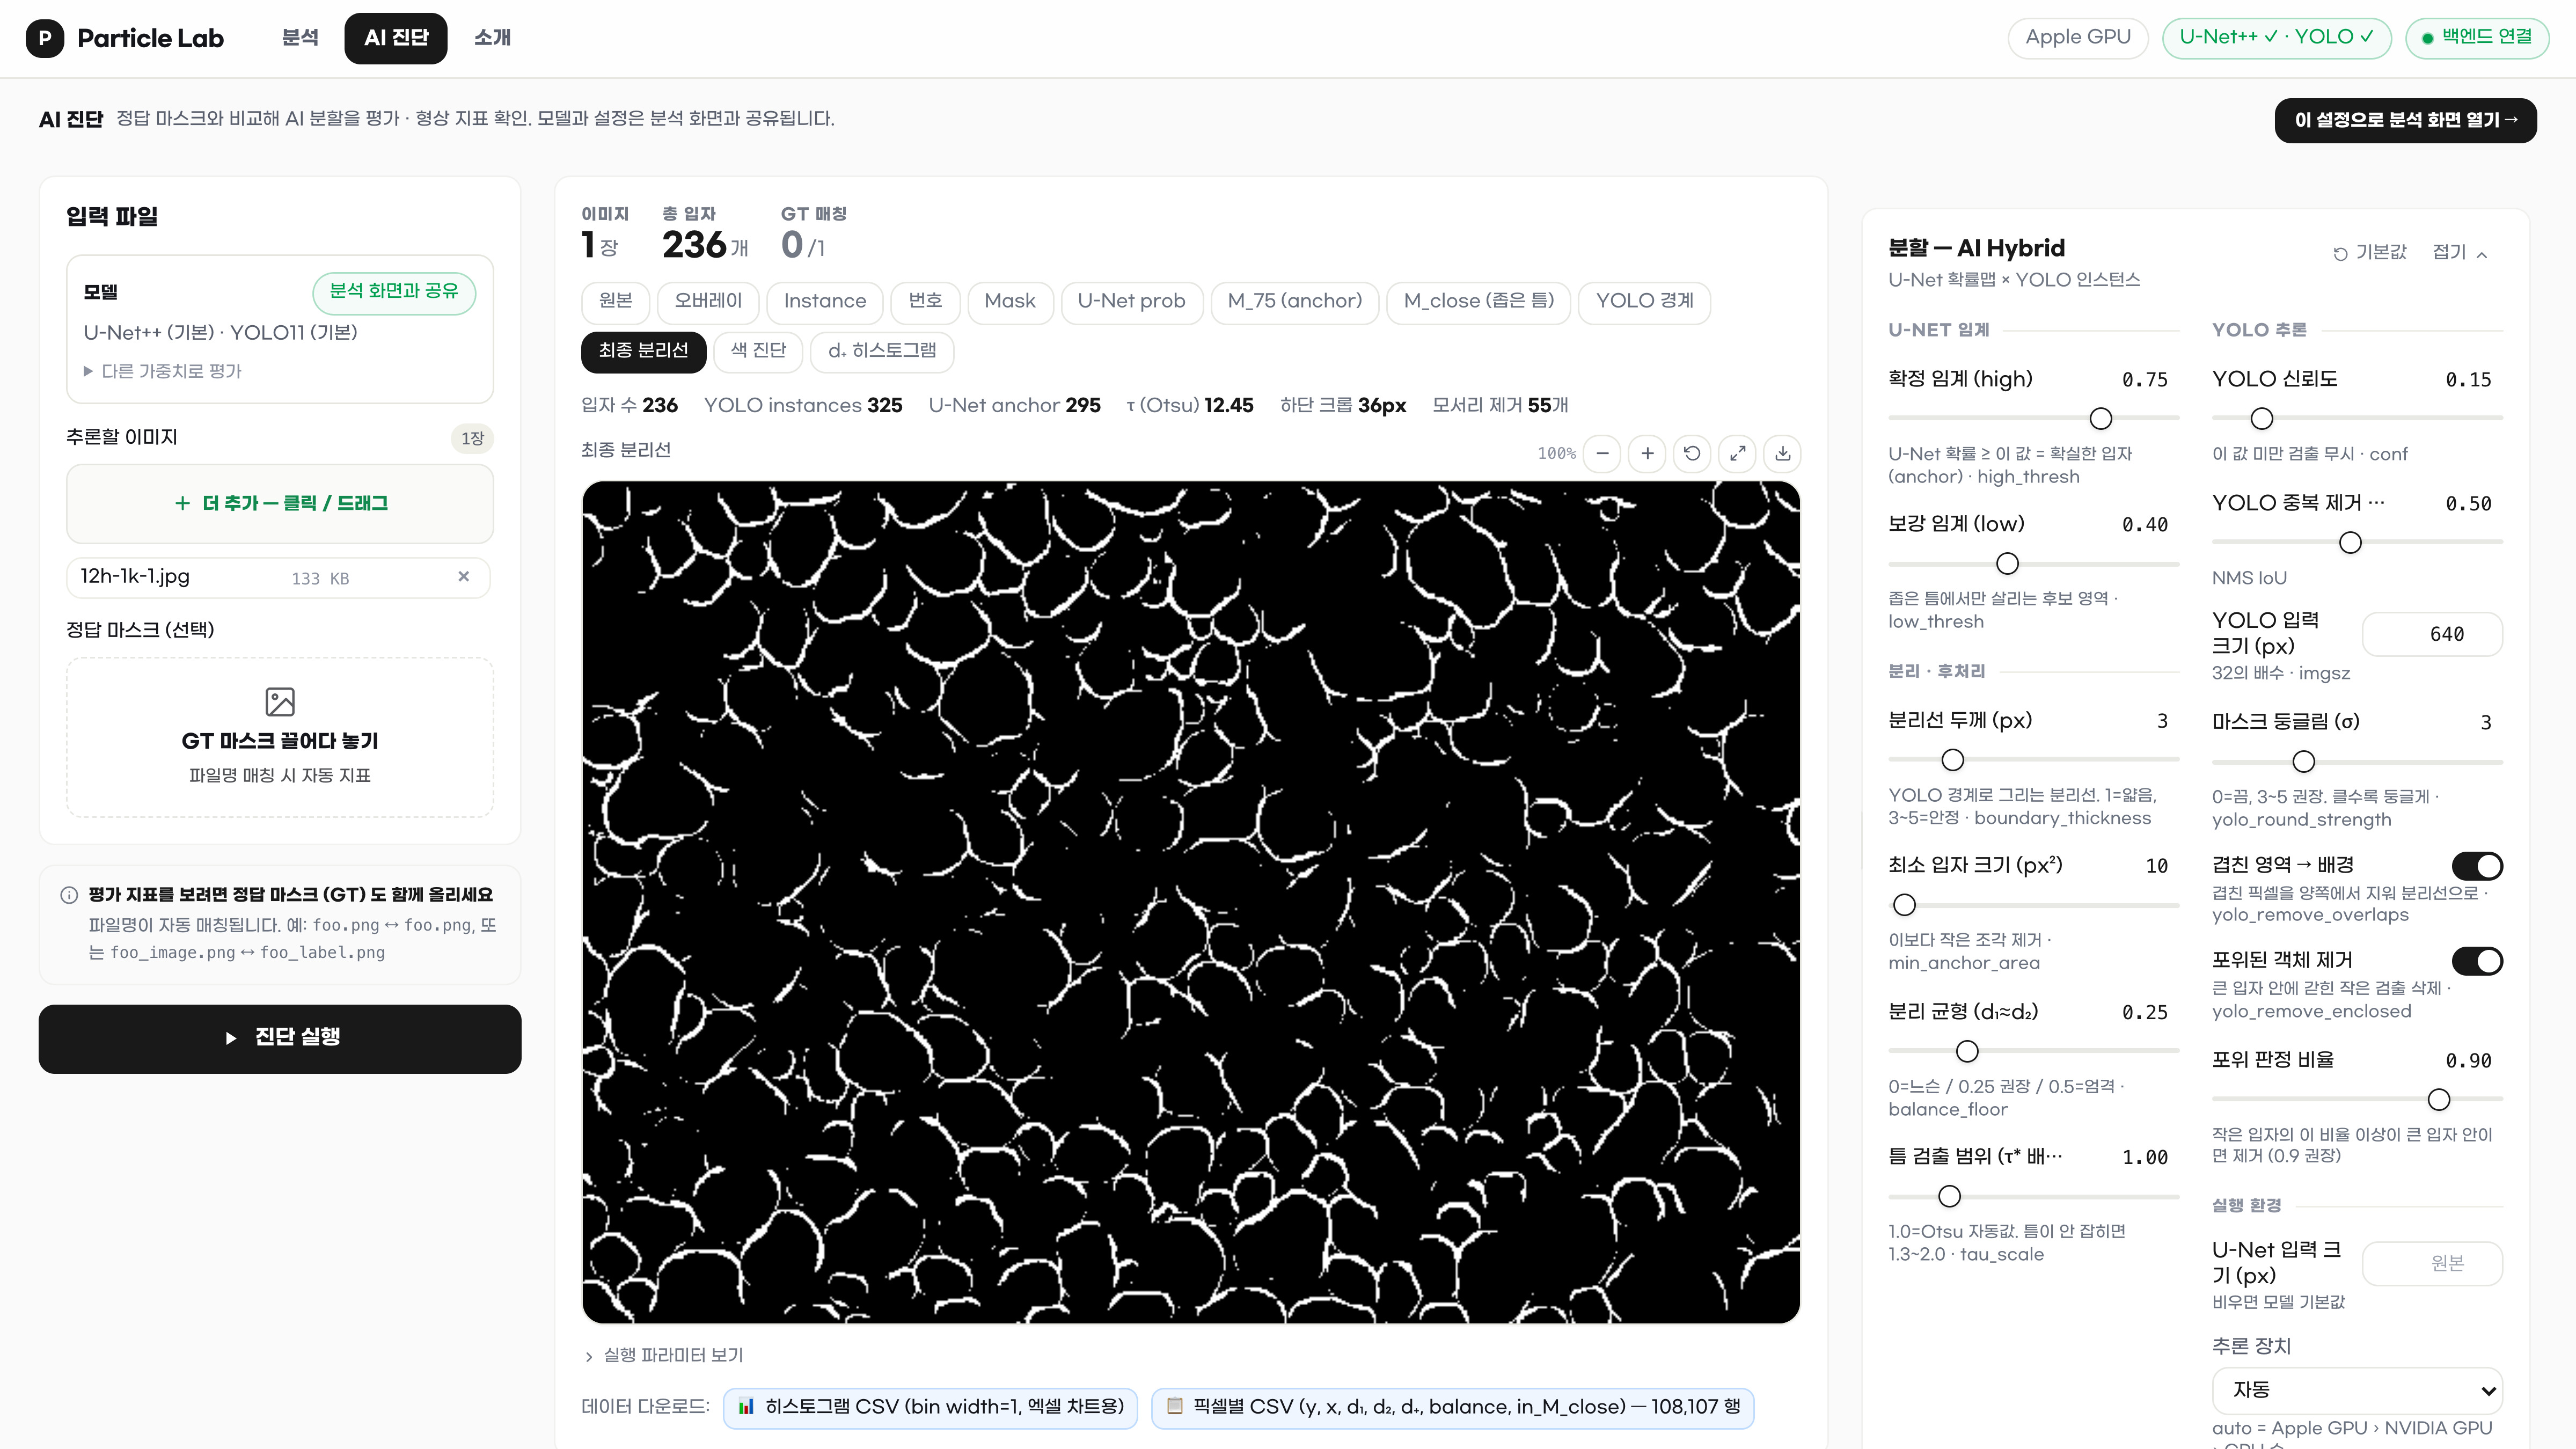 P Particle Lab 분석 AI 진단 소개 Apple GPU U-Net++ ✓ · YOLO ✓ 백엔드 연결
AI 진단 정답 마스크와 비교해 AI 분할을 평가 · 형상 지표 확인. 모델과 설정은 분석 화면과 공유됩니다. 이 설정으로 분석 화면 열기 →
입력 파일
모델 분석 화면과 공유
U-Net++ (기본) · YOLO11 (기본)
▶ 다른 가중치로 평가
추론할 이미지 1장
+ 더 추가 — 클릭 / 드래그
12h-1k-1.jpg 133 KB ×
정답 마스크 (선택)
GT 마스크 끌어다 놓기
파일명 매칭 시 자동 지표
평가 지표를 보려면 정답 마스크 (GT) 도 함께 올리세요
파일명이 자동 매칭됩니다. 예: foo.png ↔ foo.png, 또
는 foo_image.png ↔ foo_label.png
▶ 진단 실행
이미지 총 입자 GT 매칭
1 장 236 개 0 /1
원본 오버레이 Instance 번호 Mask U-Net prob M_75 (anchor) M_close (좁은 틈) YOLO 경계
최종 분리선 색 진단 d₊ 히스토그램
입자 수 236 YOLO instances 325 U-Net anchor 295 τ (Otsu) 12.45 하단 크롭 36px 모서리 제거 55개
최종 분리선 100%
실행 파라미터 보기
데이터 다운로드: 히스토그램 CSV (bin width=1, 엑셀 차트용) 픽셀별 CSV (y, x, d₁, d₂, d₊, balance, in_M_close) — 108,107 행
분할 — AI Hybrid 기본값 접기
U-Net 확률맵 × YOLO 인스턴스
U-NET 임계
확정 임계 (high) 0.75
U-Net 확률 ≥ 이 값 = 확실한 입자
(anchor) · high_thresh
보강 임계 (low) 0.40
좁은 틈에서만 살리는 후보 영역 ·
low_thresh
분리 · 후처리
분리선 두께 (px) 3
YOLO 경계로 그리는 분리선. 1=얇음,
3~5=안정 · boundary_thickness
최소 입자 크기 (px²) 10
이보다 작은 조각 제거 ·
min_anchor_area
분리 균형 (d₁≈d₂) 0.25
0=느슨 / 0.25 권장 / 0.5=엄격 ·
balance_floor
틈 검출 범위 (τ* 배··· 1.00
1.0=Otsu 자동값. 틈이 안 잡히면
1.3~2.0 · tau_scale
YOLO 추론
YOLO 신뢰도 0.15
이 값 미만 검출 무시 · conf
YOLO 중복 제거 ··· 0.50
NMS IoU
YOLO 입력
크기 (px) 640
32의 배수 · imgsz
마스크 둥글림 (σ) 3
0=끔, 3~5 권장. 클수록 둥글게 ·
yolo_round_strength
겹친 영역 → 배경
겹친 픽셀을 양쪽에서 지워 분리선으로 ·
yolo_remove_overlaps
포위된 객체 제거
큰 입자 안에 갇힌 작은 검출 삭제 ·
yolo_remove_enclosed
포위 판정 비율 0.90
작은 입자의 이 비율 이상이 큰 입자 안이
면 제거 (0.9 권장)
실행 환경
U-Net 입력 크
기 (px) 원본
비우면 모델 기본값
추론 장치
자동
auto = Apple GPU › NVIDIA GPU